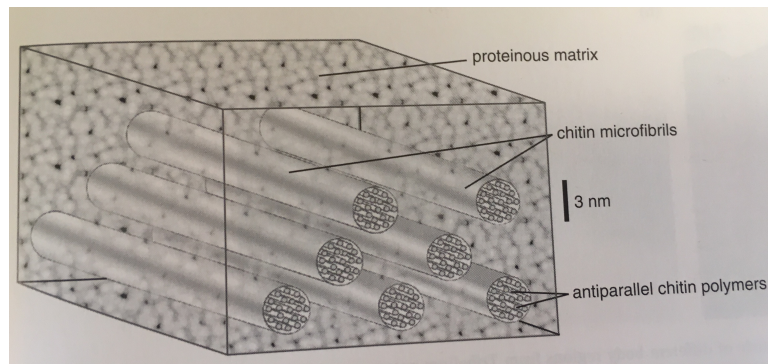 proteinous matrix
chitin microfibrils
3 nm
antiparallel chitin polymers